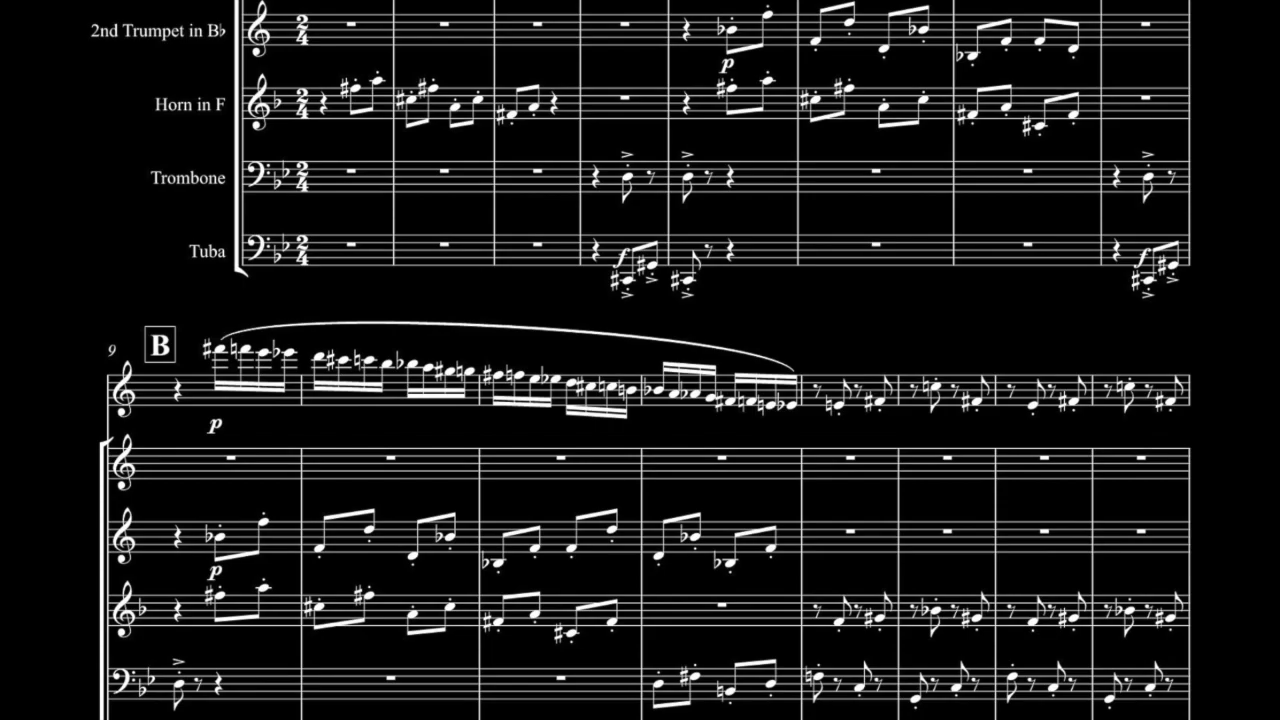 2nd Trumpet in B♭
p
Horn in F
Trombone
Tuba
f
f
9
B
p
p